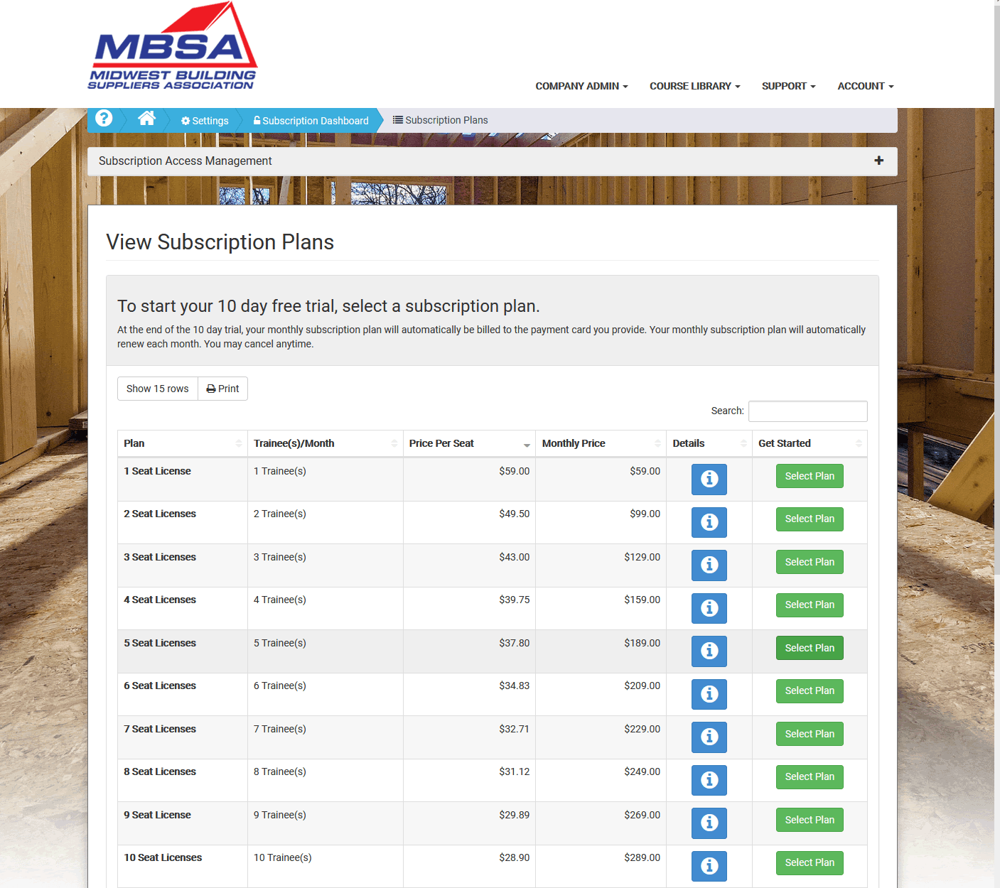 MBSA
MIDWEST BUILDING
SUPPLIERS ASSOCIATION
COMPANY ADMIN COURSE LIBRARY SUPPORT ACCOUNT
? Settings Subscription Dashboard Subscription Plans
Subscription Access Management +
View Subscription Plans
To start your 10 day free trial, select a subscription plan.
At the end of the 10 day trial, your monthly subscription plan will automatically be billed to the payment card you provide. Your monthly subscription plan will automatically
renew each month. You may cancel anytime.
Show 15 rows Print
Search:
Plan Trainee(s)/Month Price Per Seat Monthly Price Details Get Started
1 Seat License 1 Trainee(s) $59.00 $59.00 i Select Plan
2 Seat Licenses 2 Trainee(s) $49.50 $99.00 i Select Plan
3 Seat Licenses 3 Trainee(s) $43.00 $129.00 i Select Plan
4 Seat Licenses 4 Trainee(s) $39.75 $159.00 i Select Plan
5 Seat Licenses 5 Trainee(s) $37.80 $189.00 i Select Plan
6 Seat Licenses 6 Trainee(s) $34.83 $209.00 i Select Plan
7 Seat Licenses 7 Trainee(s) $32.71 $229.00 i Select Plan
8 Seat Licenses 8 Trainee(s) $31.12 $249.00 i Select Plan
9 Seat License 9 Trainee(s) $29.89 $269.00 i Select Plan
10 Seat Licenses 10 Trainee(s) $28.90 $289.00 i Select Plan